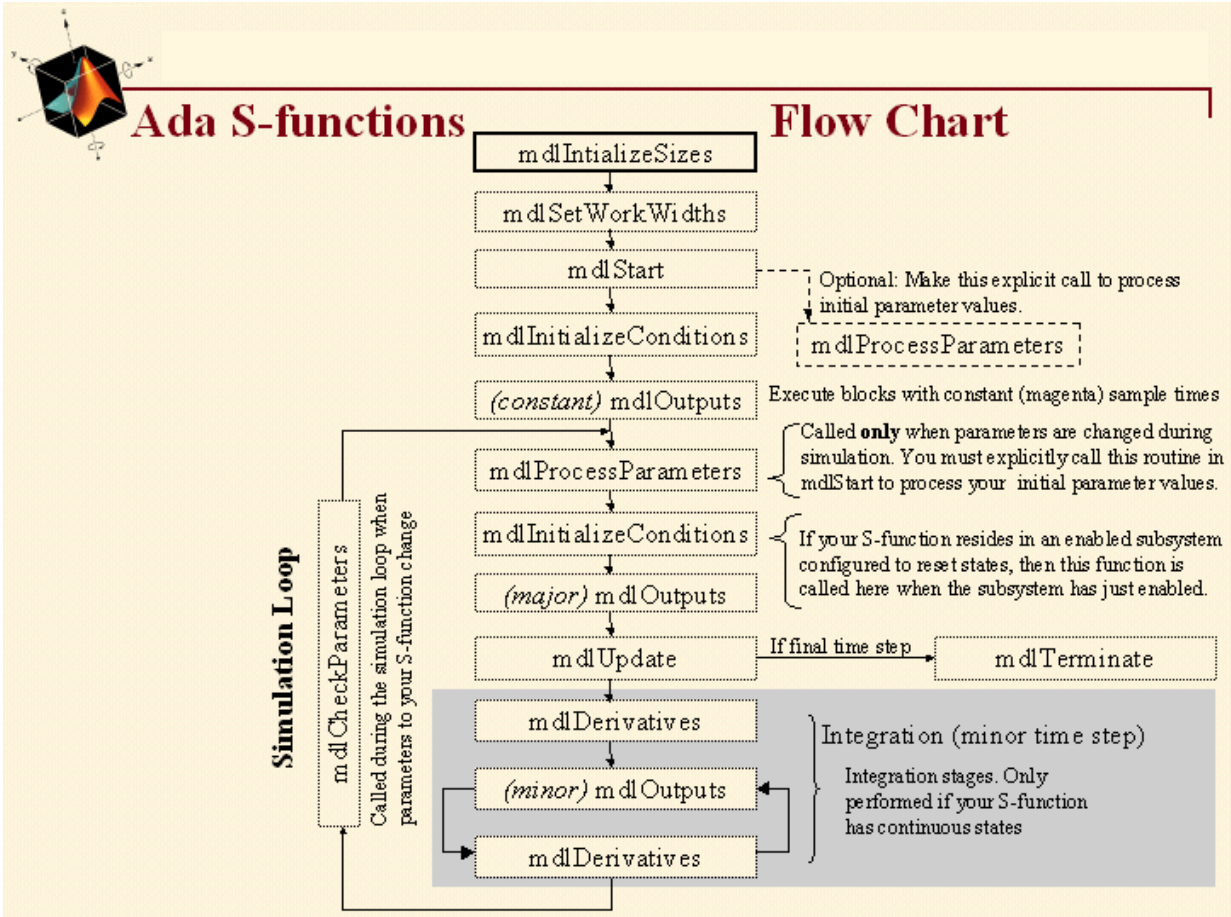 Ada S-functions Flow Chart
mdlIntializeSizes
mdlSetWorkWidths
mdlStart
Optional: Make this explicit call to process
initial parameter values.
mdlProcessParameters
mdlInitializeConditions
(constant) mdlOutputs
Execute blocks with constant (magenta) sample times
mdlProcessParameters
Called only when parameters are changed during
simulation. You must explicitly call this routine in
mdlStart to process your initial parameter values.
mdlInitializeConditions
If your S-function resides in an enabled subsystem
configured to reset states, then this function is
called here when the subsystem has just enabled.
(major) mdlOutputs
mdlUpdate
If final time step
mdlTerminate
mdlDerivatives
(minor) mdlOutputs
mdlDerivatives
Integration (minor time step)
Integration stages. Only
performed if your S-function
has continuous states
Simulation Loop
mdlCheckParameters
Called during the simulation loop when
parameters to your S-function change